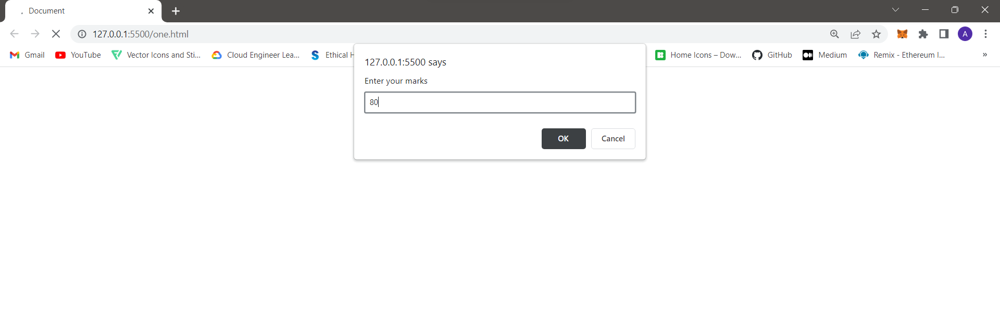 Document
127.0.0.1:5500/one.html
A
Gmail YouTube Vector Icons and Sti... Cloud Engineer Lea... Ethical H Home Icons – Dow... GitHub Medium Remix - Ethereum I... »
127.0.0.1:5500 says
Enter your marks
80
OK Cancel